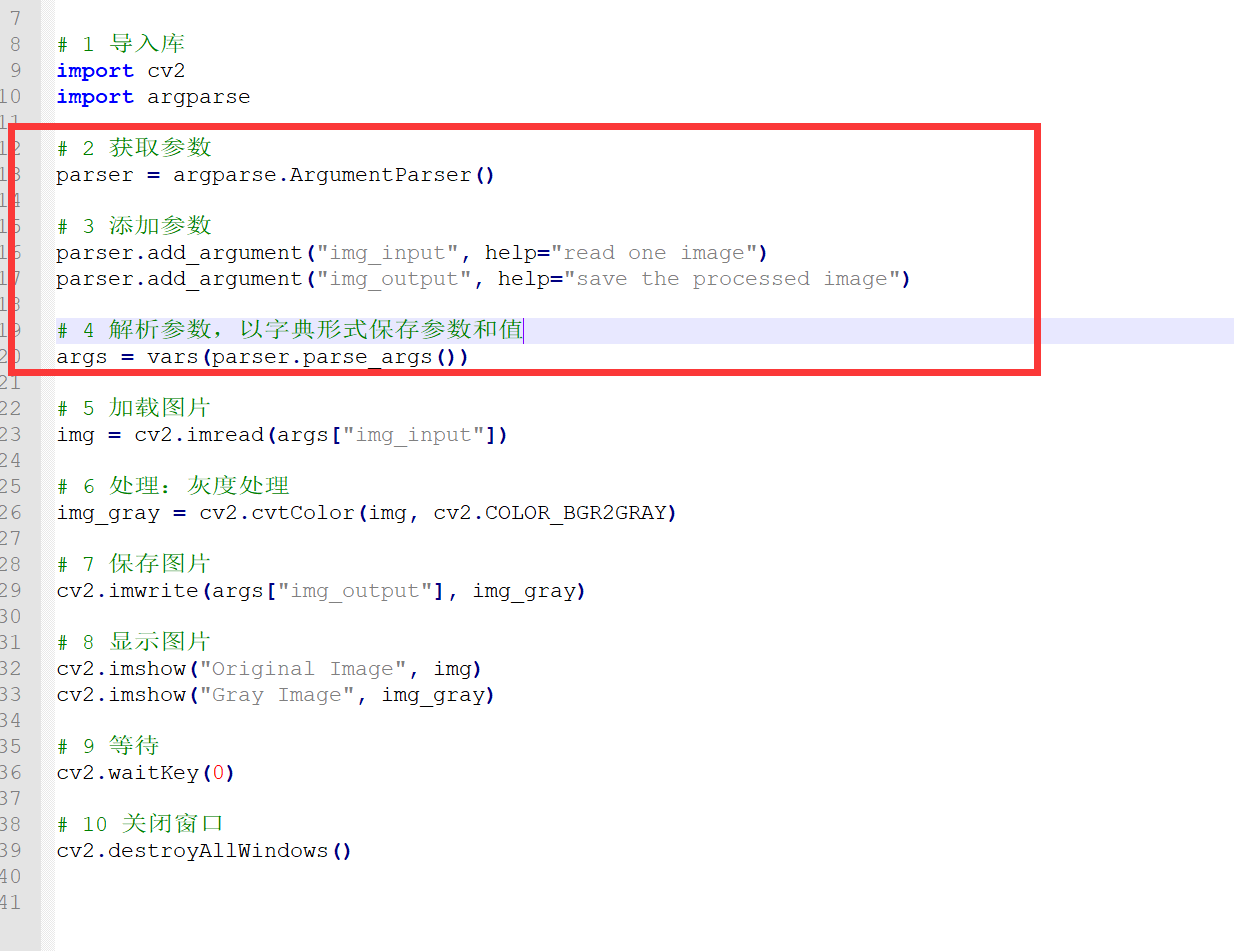 7
8 # 1 导入库
9 import cv2
10 import argparse
11
12 # 2 获取参数
13 parser = argparse.ArgumentParser()
14
15 # 3 添加参数
16 parser.add_argument("img_input", help="read one image")
17 parser.add_argument("img_output", help="save the processed image")
18
19 # 4 解析参数，以字典形式保存参数和值
20 args = vars(parser.parse_args())
21
22 # 5 加载图片
23 img = cv2.imread(args["img_input"])
24
25 # 6 处理：灰度处理
26 img_gray = cv2.cvtColor(img, cv2.COLOR_BGR2GRAY)
27
28 # 7 保存图片
29 cv2.imwrite(args["img_output"], img_gray)
30
31 # 8 显示图片
32 cv2.imshow("Original Image", img)
33 cv2.imshow("Gray Image", img_gray)
34
35 # 9 等待
36 cv2.waitKey(0)
37
38 # 10 关闭窗口
39 cv2.destroyAllWindows()
40
41